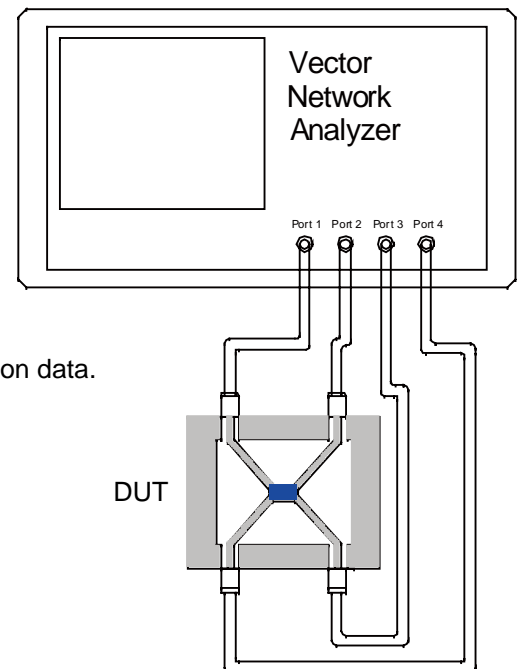 Vector
Network
Analyzer
Port 1 Port 2 Port 3 Port 4
on data.
DUT